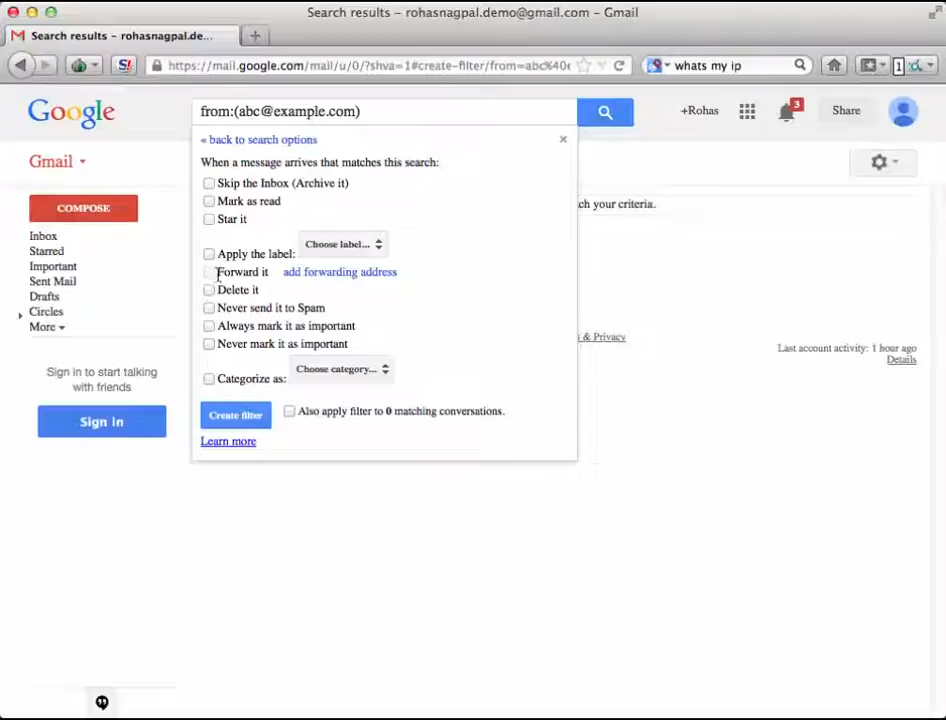 Search results – rohasnagpal.demo@gmail.com – Gmail
Search results – rohasnagpal.de...
https://mail.google.com/mail/u/0/?shva=1#create-filter/from=abc%40e
whats my ip
1
Google
from:(abc@example.com)
+Rohas
3
Share
« back to search options
Gmail
When a message arrives that matches this search:
Skip the Inbox (Archive it)
Mark as read
ch your criteria.
COMPOSE
Star it
Inbox
Starred
Important
Sent Mail
Drafts
Circles
More
Apply the label:
Choose label...
Forward it
add forwarding address
Delete it
Never send it to Spam
Always mark it as important
Never mark it as important
& Privacy
Last account activity: 1 hour ago
Details
Sign in to start talking
with friends
Sign in
Categorize as:
Choose category...
Create filter
Also apply filter to 0 matching conversations.
Learn more